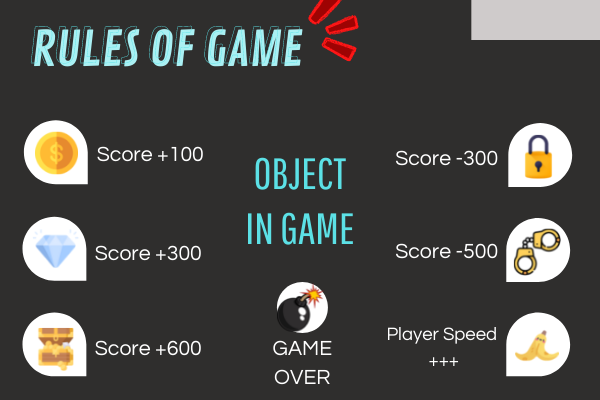 RULES OF GAME
Score +100
Score +300
Score +600
OBJECT
IN GAME
GAME
OVER
Score -300
Score -500
Player Speed
+++